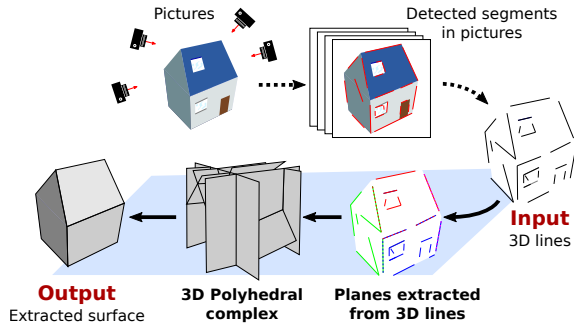 Pictures
Detected segments
in pictures
Input
3D lines
Planes extracted
from 3D lines
3D Polyhedral
complex
Output
Extracted surface